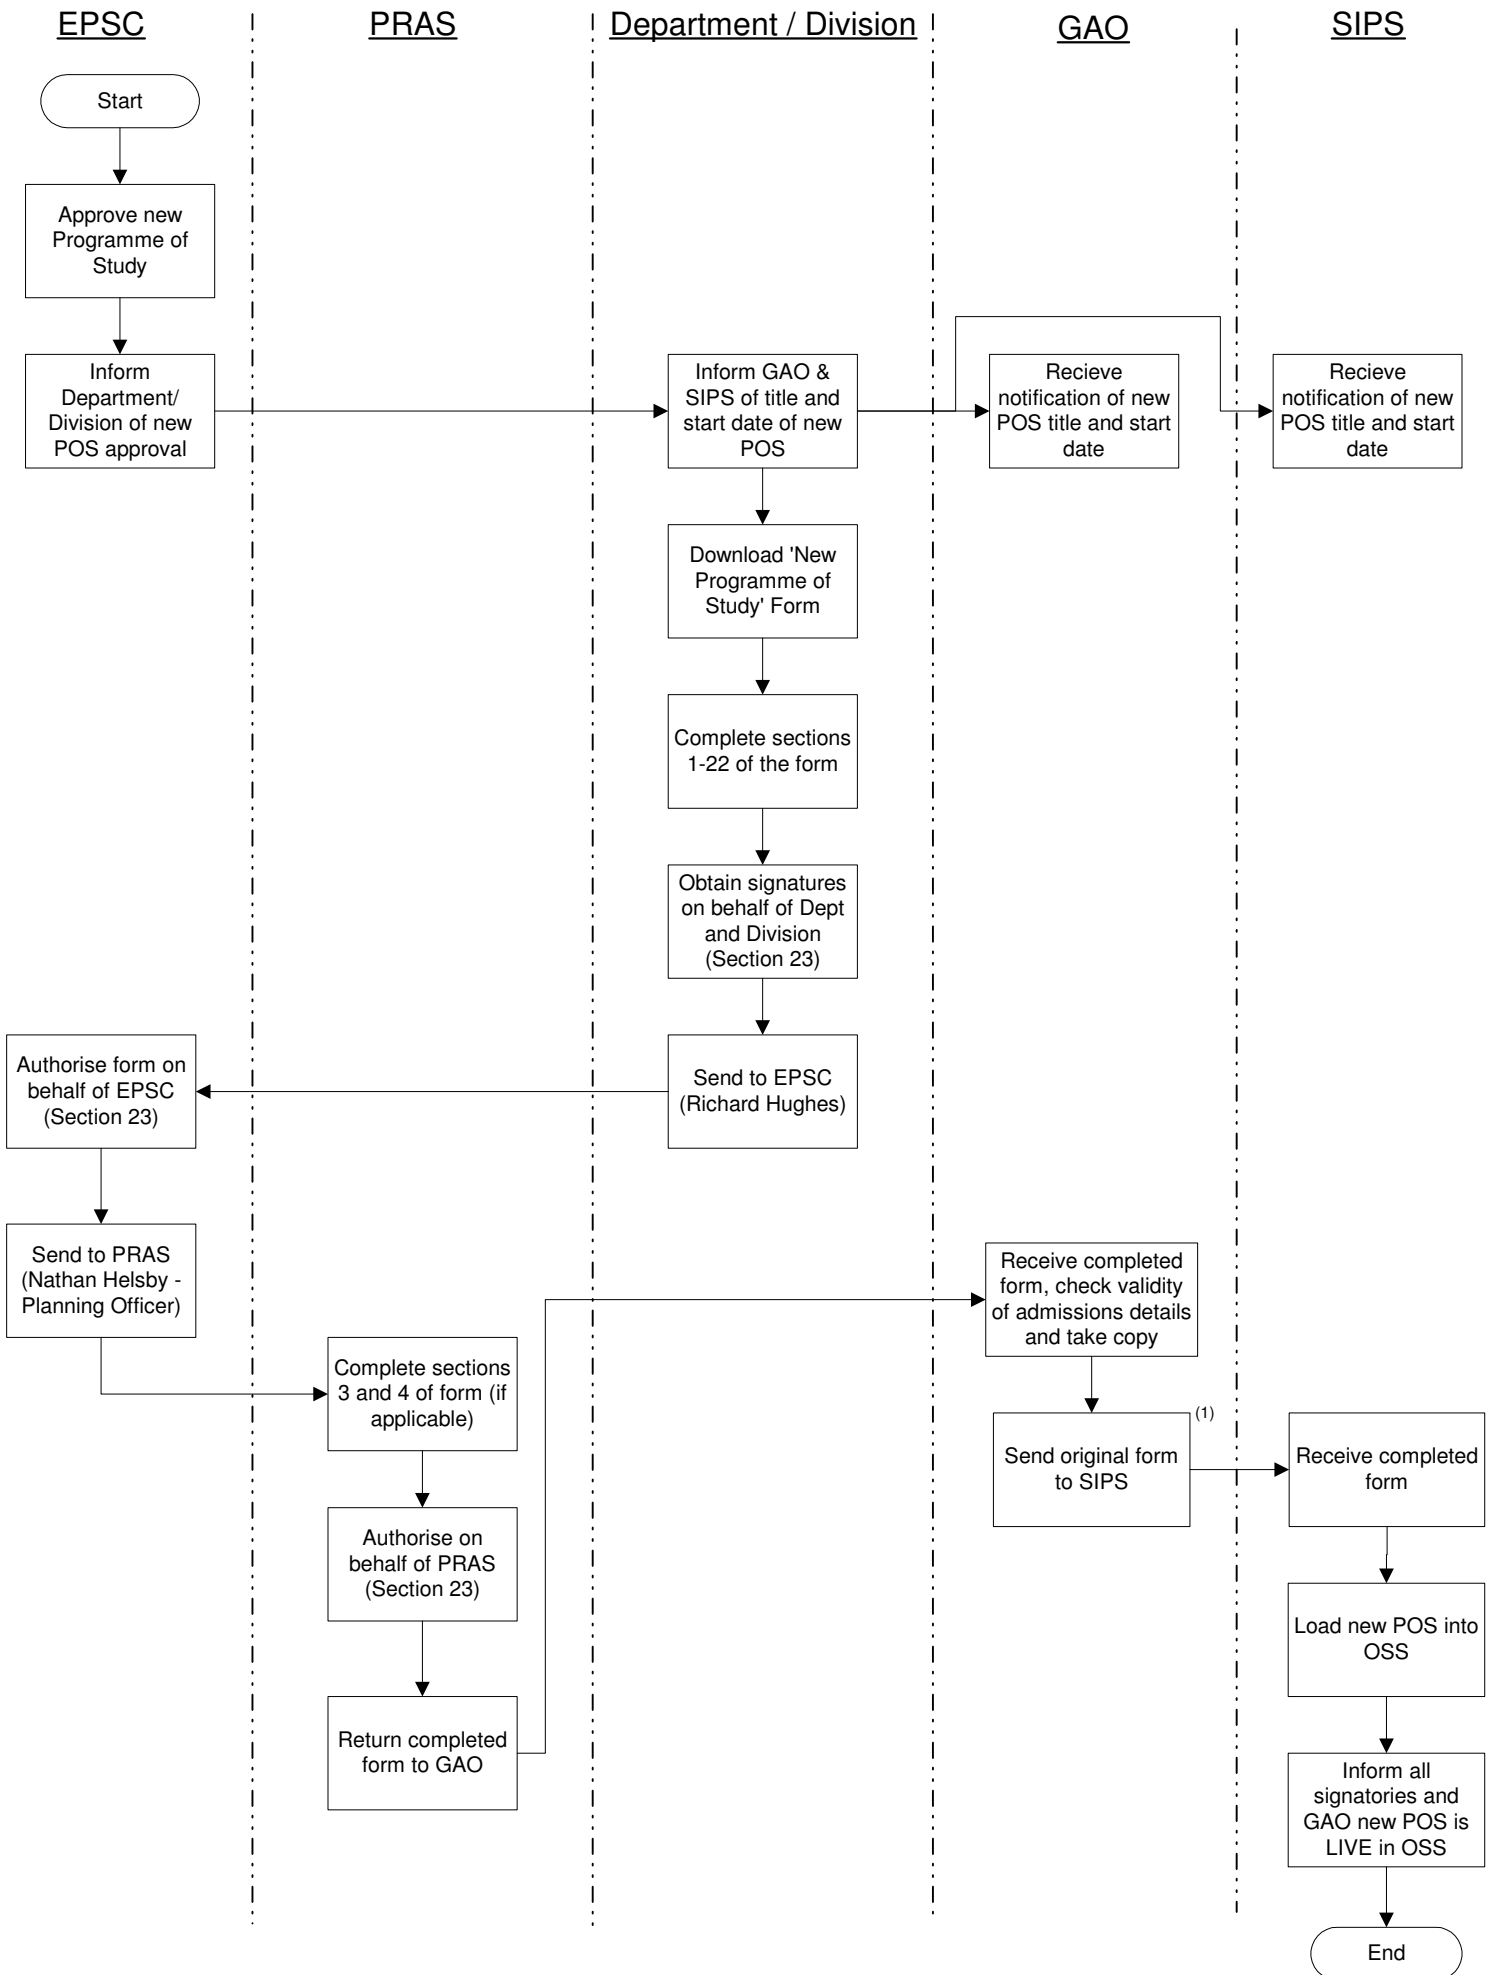 EPSC
PRAS
Department / Division
GAO
SIPS
Start
Approve new
Programme of
Study
Inform
Department/
Division of new
POS approval
Inform GAO &
SIPS of title and
start date of new
POS
Recieve
notification of new
POS title and start
date
Recieve
notification of new
POS title and start
date
Download 'New
Programme of
Study' Form
Complete sections
1-22 of the form
Obtain signatures
on behalf of Dept
and Division
(Section 23)
Send to EPSC
(Richard Hughes)
Authorise form on
behalf of EPSC
(Section 23)
Send to PRAS
(Nathan Helsby -
Planning Officer)
Complete sections
3 and 4 of form (if
applicable)
Authorise on
behalf of PRAS
(Section 23)
Return completed
form to GAO
Receive completed
form, check validity
of admissions details
and take copy
Send original form
to SIPS
(1)
Receive completed
form
Load new POS into
OSS
Inform all
signatories and
GAO new POS is
LIVE in OSS
End